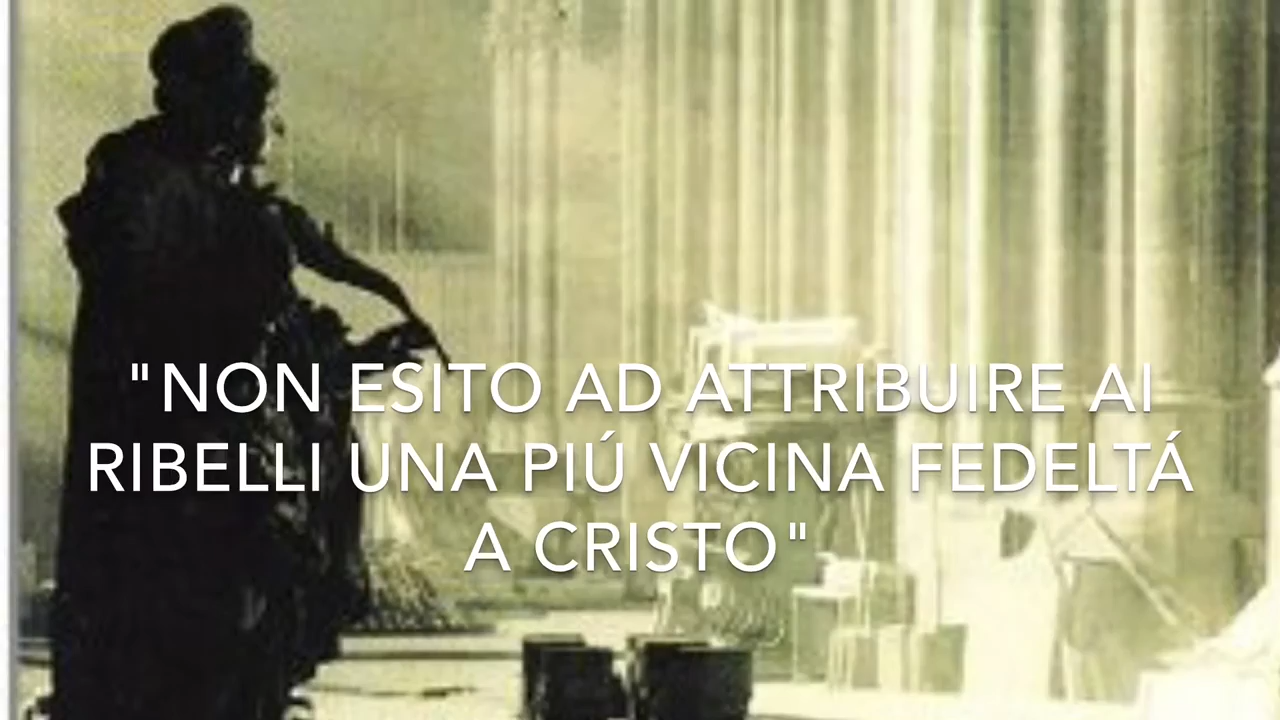 "NON ESITO AD ATTRIBUIRE AI
RIBELLI UNA PIÚ VICINA FEDELTÁ
A CRISTO"